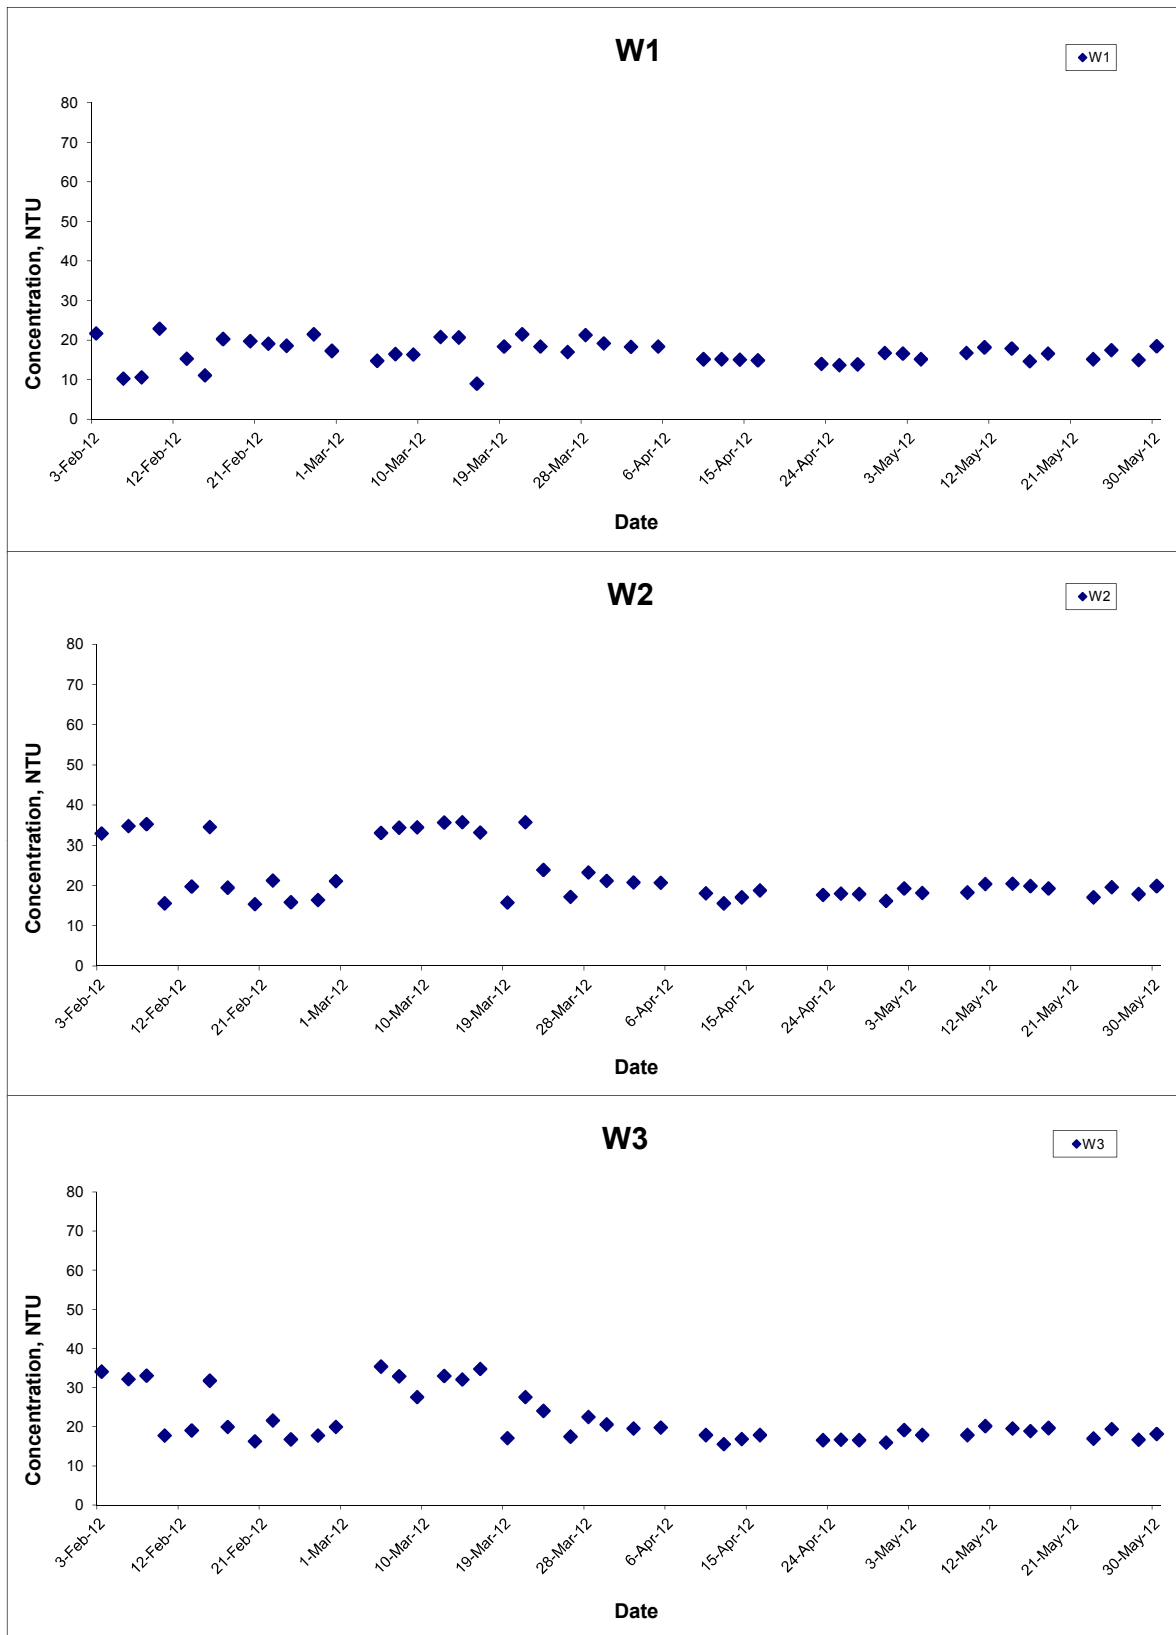 W1
W1
80
70
60
50
40
30
20
10
0
Concentration, NTU
3-Feb-12
12-Feb-12
21-Feb-12
1-Mar-12
10-Mar-12
19-Mar-12
28-Mar-12
6-Apr-12
15-Apr-12
24-Apr-12
3-May-12
12-May-12
21-May-12
30-May-12
Date
W2
W2
80
70
60
50
40
30
20
10
0
Concentration, NTU
3-Feb-12
12-Feb-12
21-Feb-12
1-Mar-12
10-Mar-12
19-Mar-12
28-Mar-12
6-Apr-12
15-Apr-12
24-Apr-12
3-May-12
12-May-12
21-May-12
30-May-12
Date
W3
W3
80
70
60
50
40
30
20
10
0
Concentration, NTU
3-Feb-12
12-Feb-12
21-Feb-12
1-Mar-12
10-Mar-12
19-Mar-12
28-Mar-12
6-Apr-12
15-Apr-12
24-Apr-12
3-May-12
12-May-12
21-May-12
30-May-12
Date